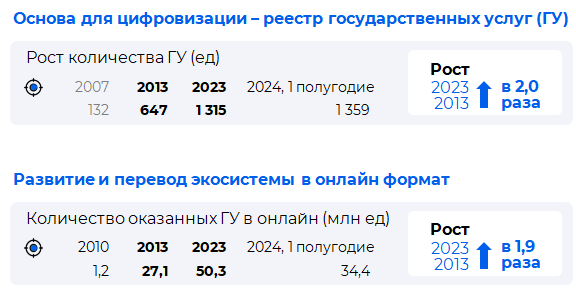 Основа для цифровизации – реестр государственных услуг (ГУ)
Рост количества ГУ (ед)
2007 2013 2023 2024, 1 полугодие
132 647 1 315 1 359
Рост
2023
2013
в 2,0
раза
Развитие и перевод экосистемы в онлайн формат
Количество оказанных ГУ в онлайн (млн ед)
2010 2013 2023 2024, 1 полугодие
1,2 27,1 50,3 34,4
Рост
2023
2013
в 1,9
раза